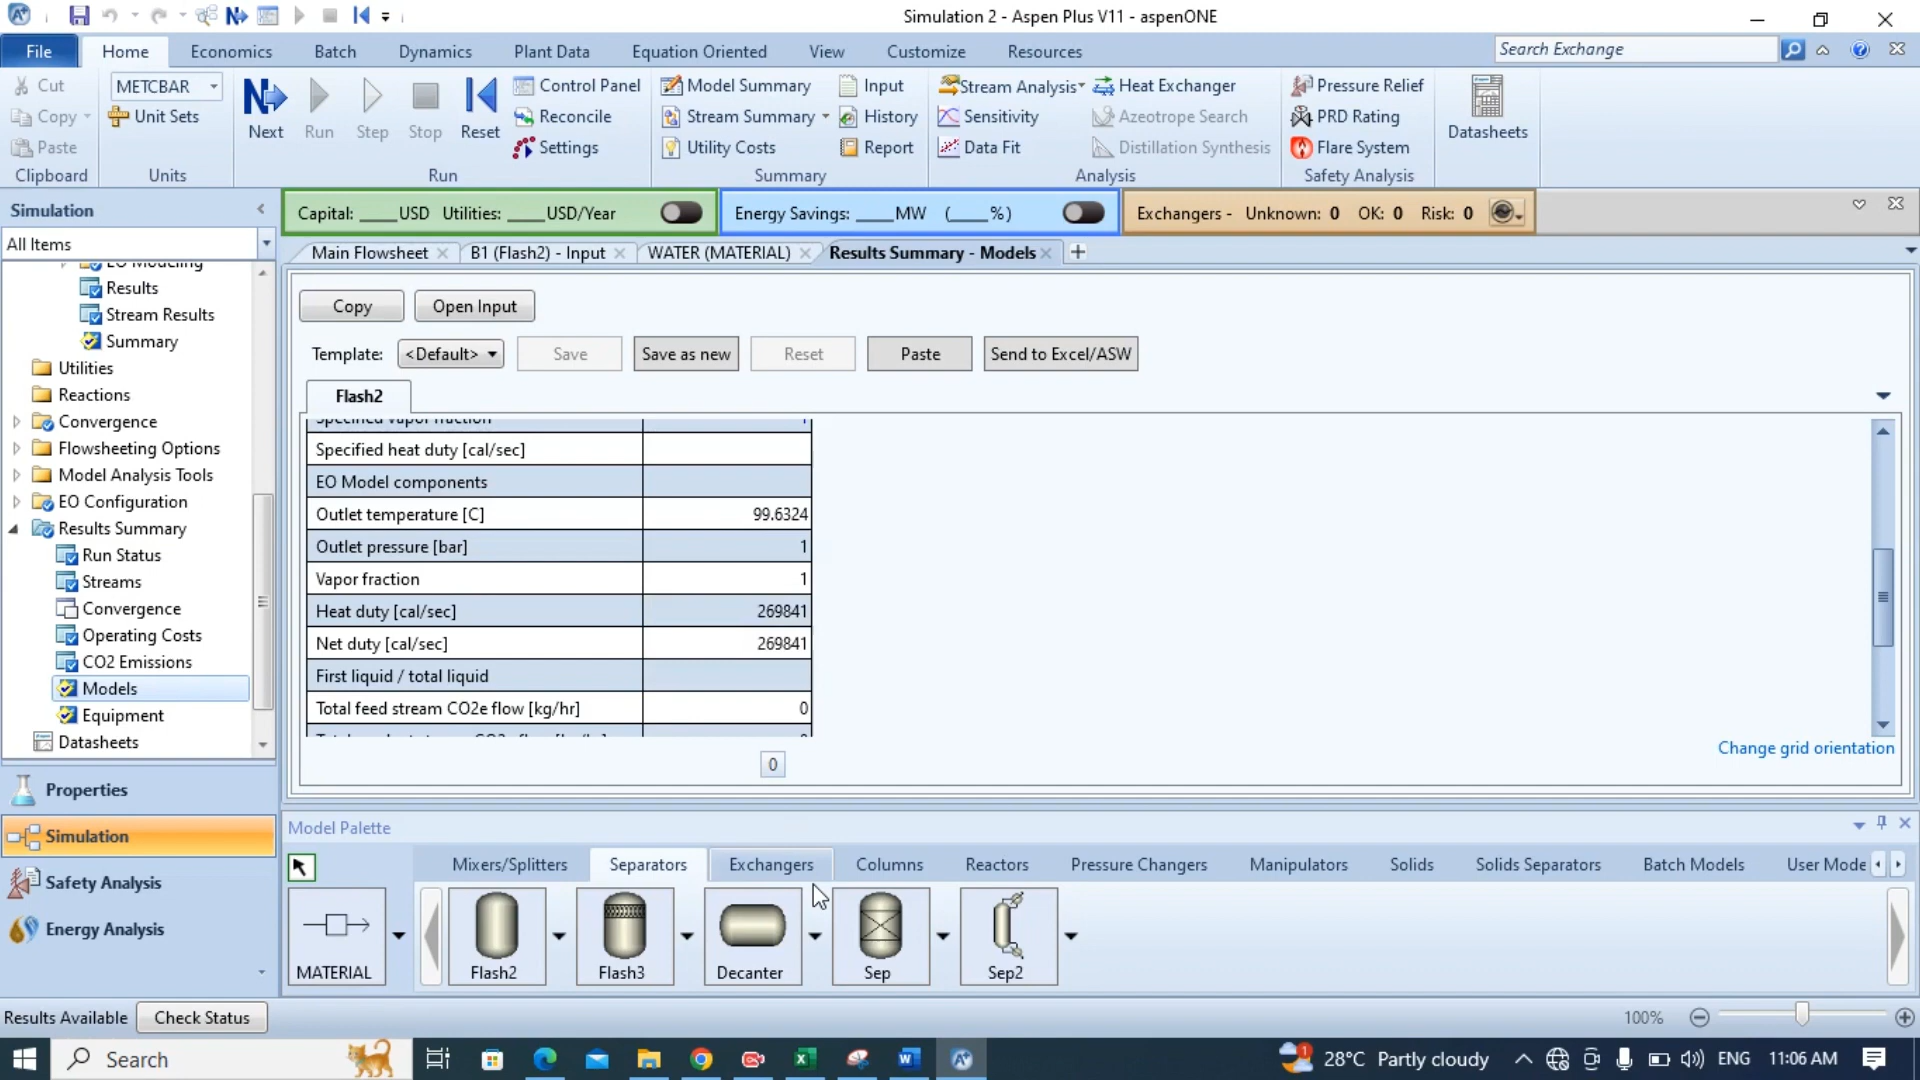 Simulation 2 - Aspen Plus V11 - aspenONE
File Home Economics Batch Dynamics Plant Data Equation Oriented View Customize Resources Search Exchange
Cut METCBAR Control Panel Model Summary Input Stream Analysis Heat Exchanger Pressure Relief
Copy Unit Sets Next Run Step Stop Reset Reconcile Stream Summary History Sensitivity Azeotrope Search PRD Rating Datasheets
Paste Settings Utility Costs Report Data Fit Distillation Synthesis Flare System
Clipboard Units Run Summary Analysis Safety Analysis
Simulation Capital: ____USD Utilities: ____USD/Year Energy Savings: ____MW (____%) Exchangers - Unknown: 0 OK: 0 Risk: 0
All Items Main Flowsheet B1 (Flash2) - Input WATER (MATERIAL) Results Summary - Models
EO Modeling
Results
Stream Results
Summary
Utilities
Reactions
Convergence
Flowsheeting Options
Model Analysis Tools
EO Configuration
Results Summary
Run Status
Streams
Convergence
Operating Costs
CO2 Emissions
Models
Equipment
Datasheets
Properties
Simulation
Safety Analysis
Energy Analysis
Copy Open Input
Template: <Default> Save Save as new Reset Paste Send to Excel/ASW
Flash2
Specified vapor fraction 1
Specified heat duty [cal/sec]
EO Model components
Outlet temperature [C] 99.6324
Outlet pressure [bar] 1
Vapor fraction 1
Heat duty [cal/sec] 269841
Net duty [cal/sec] 269841
First liquid / total liquid
Total feed stream CO2e flow [kg/hr] 0
0
Change grid orientation
Model Palette
Mixers/Splitters Separators Exchangers Columns Reactors Pressure Changers Manipulators Solids Solids Separators Batch Models User Mode
MATERIAL Flash2 Flash3 Decanter Sep Sep2
Results Available Check Status 100%
Search 28°C Partly cloudy ENG 11:06 AM